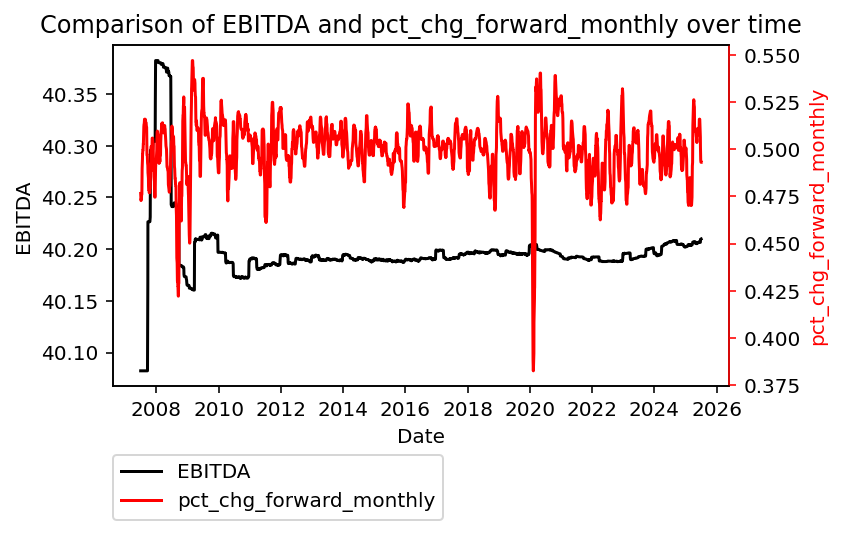 Comparison of EBITDA and pct_chg_forward_monthly over time
EBITDA
40.35
40.30
40.25
40.20
40.15
40.10
0.550
0.525
0.500
0.475
0.450
0.425
0.400
0.375
pct_chg_forward_monthly
2008 2010 2012 2014 2016 2018 2020 2022 2024 2026
Date
EBITDA
pct_chg_forward_monthly